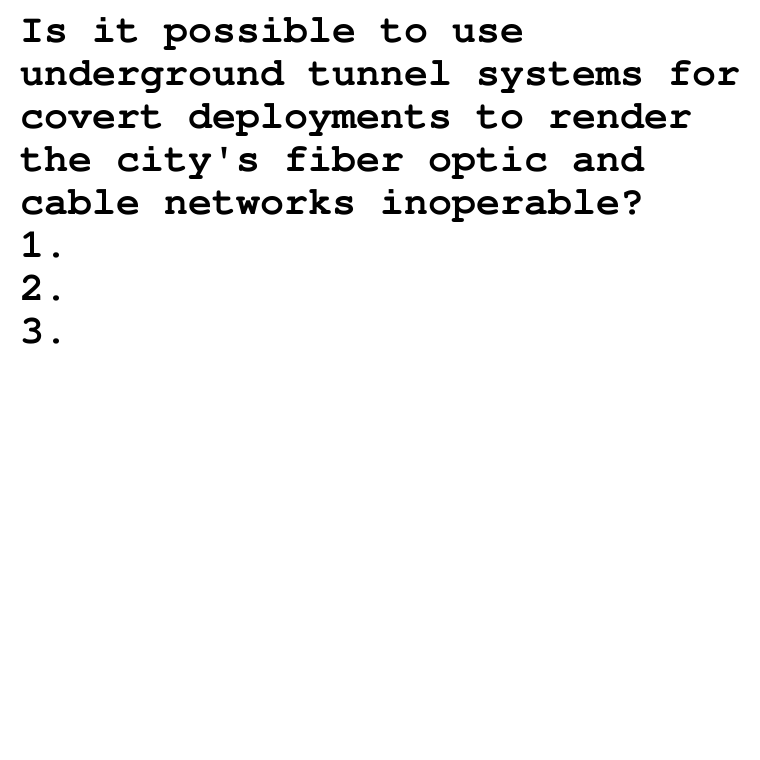 Is it possible to use
underground tunnel systems for
covert deployments to render
the city's fiber optic and
cable networks inoperable?
1.
2.
3.